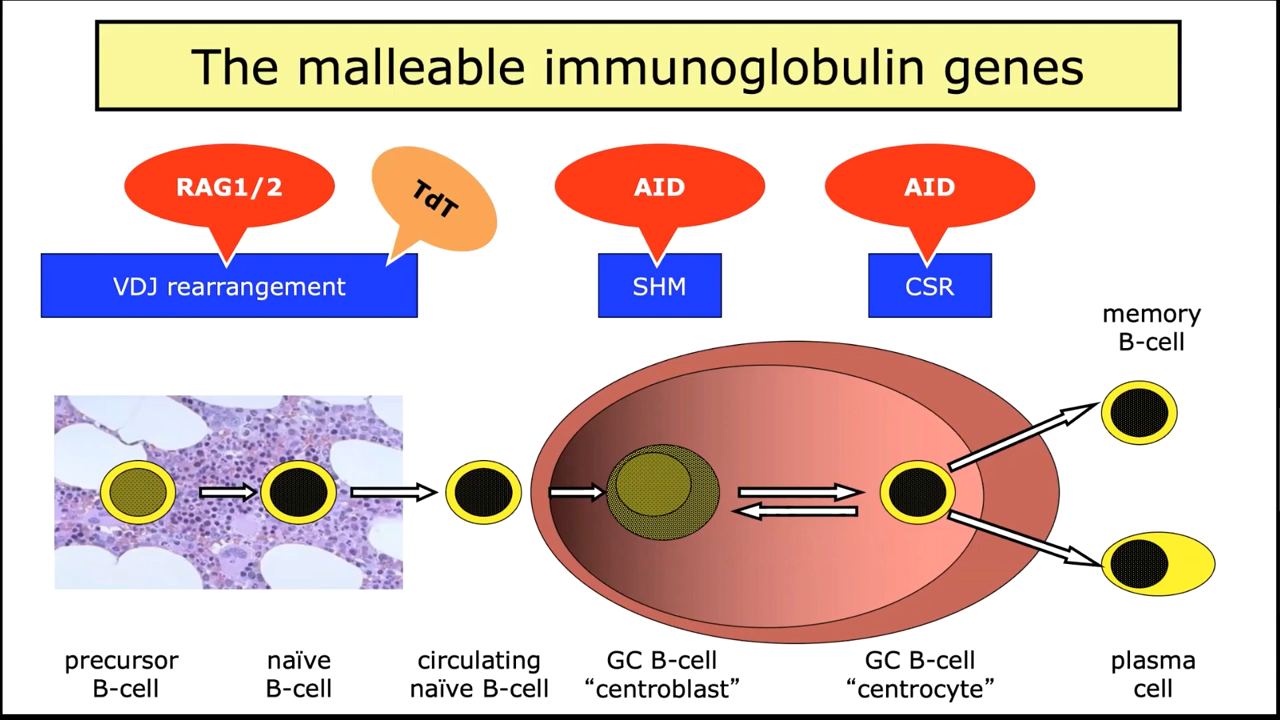 The malleable immunoglobulin genes
RAG1/2
TdT
AID
AID
VDJ rearrangement
SHM
CSR
memory
B-cell
precursor
B-cell
naïve
B-cell
circulating
naïve B-cell
GC B-cell
“centroblast”
GC B-cell
“centrocyte”
plasma
cell